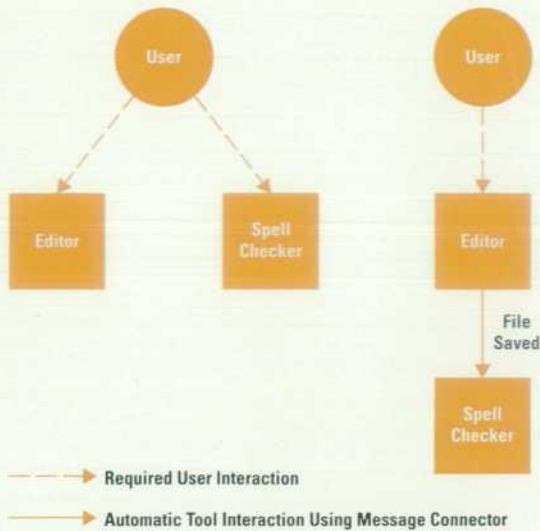 User
User
Editor
Spell
Checker
Editor
File
Saved
Spell
Checker
Required User Interaction
Automatic Tool Interaction Using Message Connector